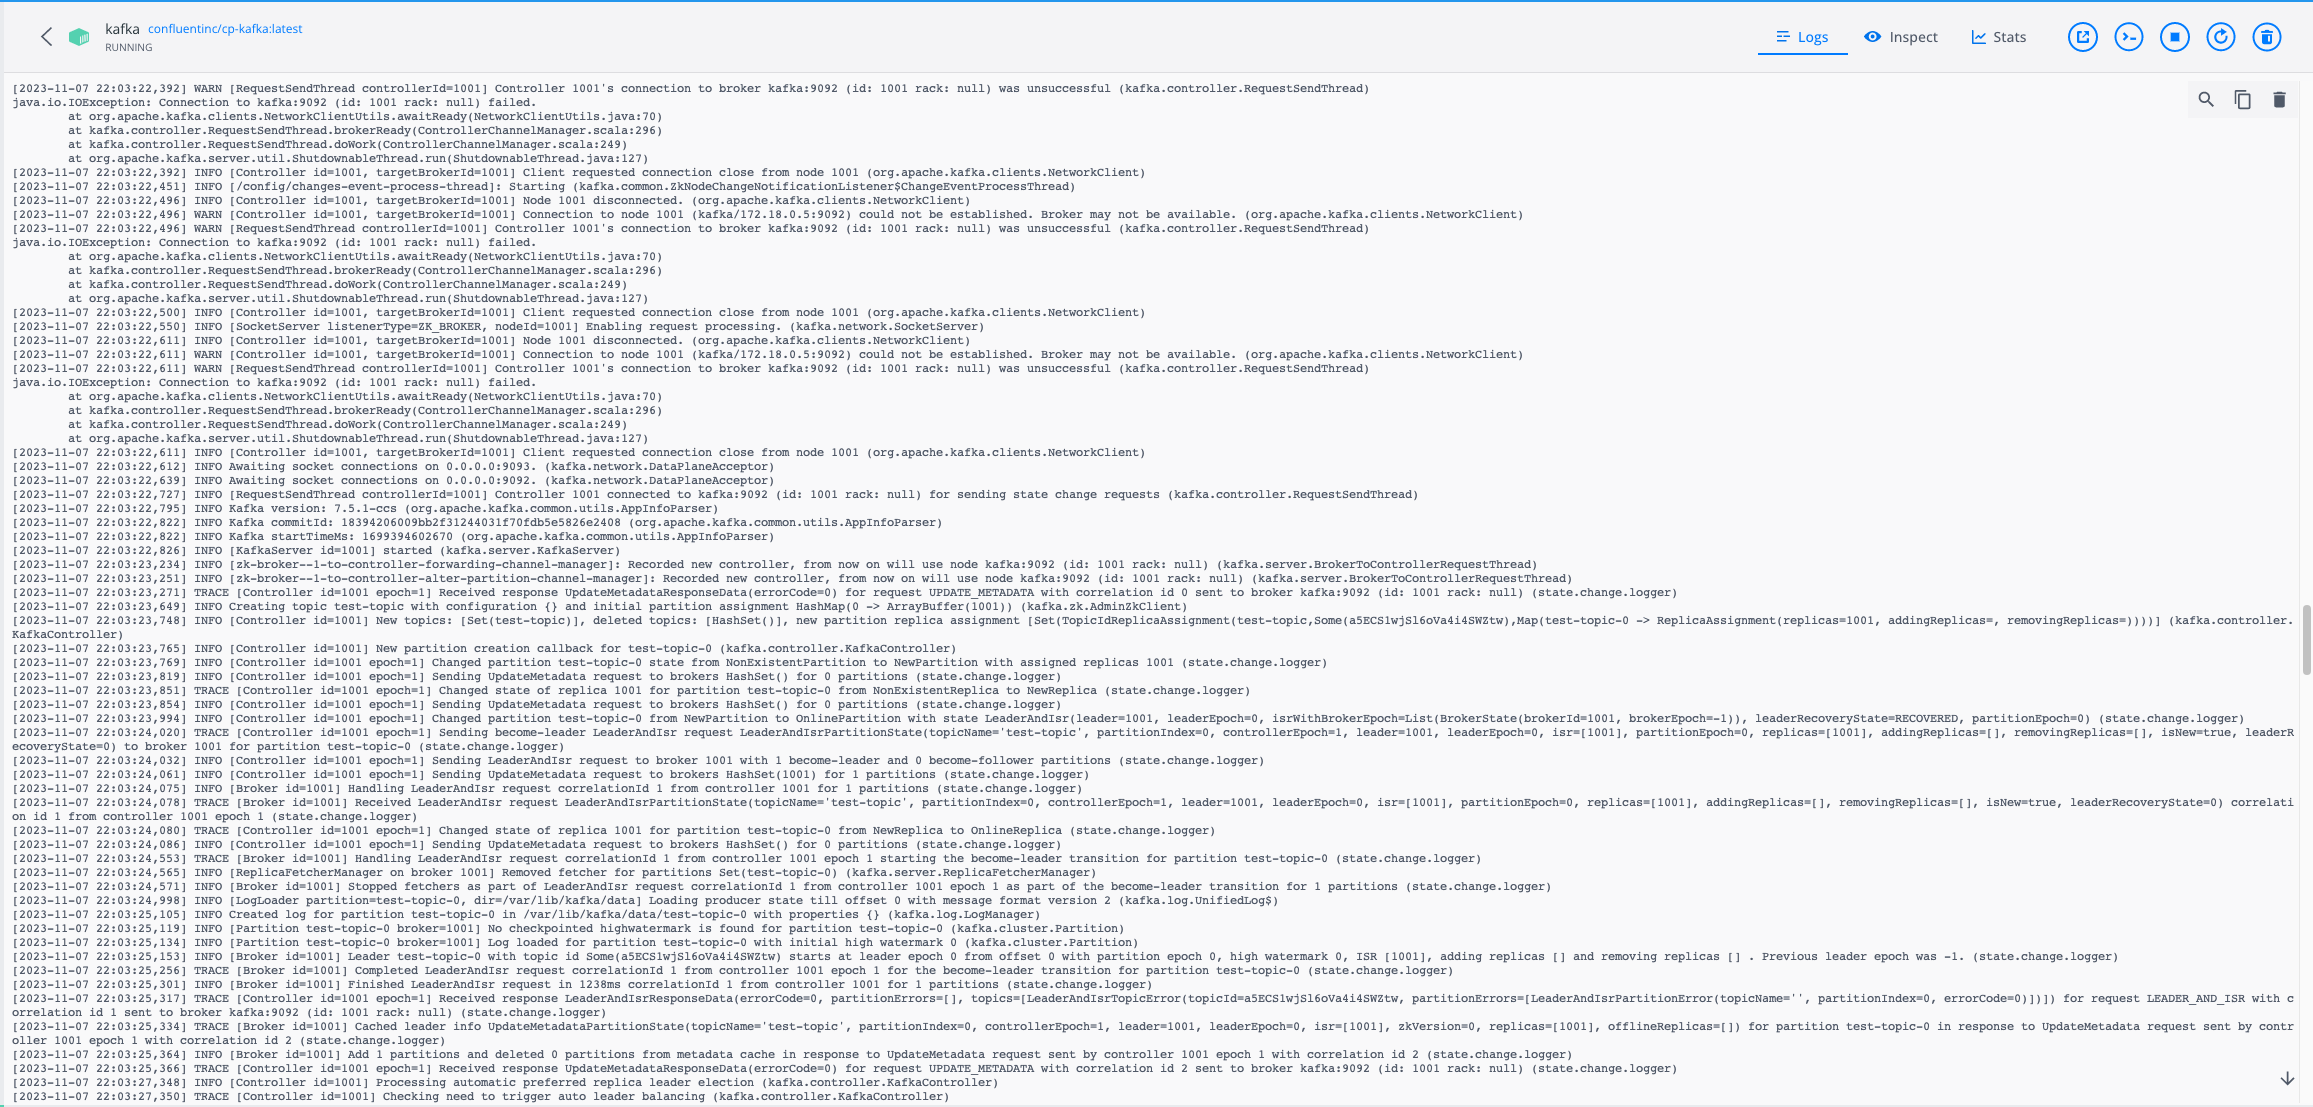 kafka confluentinc/cp-kafka:latest
RUNNING
Logs Inspect Stats
[2023-11-07 22:03:22,392] WARN [RequestSendThread controllerId=1001] Controller 1001's connection to broker kafka:9092 (id: 1001 rack: null) was unsuccessful (kafka.controller.RequestSendThread)
java.io.IOException: Connection to kafka:9092 (id: 1001 rack: null) failed.
at org.apache.kafka.clients.NetworkClientUtils.awaitReady(NetworkClientUtils.java:70)
at kafka.controller.RequestSendThread.brokerReady(ControllerChannelManager.scala:296)
at kafka.controller.RequestSendThread.doWork(ControllerChannelManager.scala:249)
at org.apache.kafka.server.util.ShutdownableThread.run(ShutdownableThread.java:127)
[2023-11-07 22:03:22,392] INFO [Controller id=1001, targetBrokerId=1001] Client requested connection close from node 1001 (org.apache.kafka.clients.NetworkClient)
[2023-11-07 22:03:22,451] INFO [/config/changes-event-process-thread]: Starting (kafka.common.ZkNodeChangeNotificationListener$ChangeEventProcessThread)
[2023-11-07 22:03:22,496] INFO [Controller id=1001, targetBrokerId=1001] Node 1001 disconnected. (org.apache.kafka.clients.NetworkClient)
[2023-11-07 22:03:22,496] WARN [Controller id=1001, targetBrokerId=1001] Connection to node 1001 (kafka/172.18.0.5:9092) could not be established. Broker may not be available. (org.apache.kafka.clients.NetworkClient)
[2023-11-07 22:03:22,496] WARN [RequestSendThread controllerId=1001] Controller 1001's connection to broker kafka:9092 (id: 1001 rack: null) was unsuccessful (kafka.controller.RequestSendThread)
java.io.IOException: Connection to kafka:9092 (id: 1001 rack: null) failed.
at org.apache.kafka.clients.NetworkClientUtils.awaitReady(NetworkClientUtils.java:70)
at kafka.controller.RequestSendThread.brokerReady(ControllerChannelManager.scala:296)
at kafka.controller.RequestSendThread.doWork(ControllerChannelManager.scala:249)
at org.apache.kafka.server.util.ShutdownableThread.run(ShutdownableThread.java:127)
[2023-11-07 22:03:22,500] INFO [Controller id=1001, targetBrokerId=1001] Client requested connection close from node 1001 (org.apache.kafka.clients.NetworkClient)
[2023-11-07 22:03:22,550] INFO [SocketServer listenerType=ZK_BROKER, nodeId=1001] Enabling request processing. (kafka.network.SocketServer)
[2023-11-07 22:03:22,611] INFO [Controller id=1001, targetBrokerId=1001] Node 1001 disconnected. (org.apache.kafka.clients.NetworkClient)
[2023-11-07 22:03:22,611] WARN [Controller id=1001, targetBrokerId=1001] Connection to node 1001 (kafka/172.18.0.5:9092) could not be established. Broker may not be available. (org.apache.kafka.clients.NetworkClient)
[2023-11-07 22:03:22,611] WARN [RequestSendThread controllerId=1001] Controller 1001's connection to broker kafka:9092 (id: 1001 rack: null) was unsuccessful (kafka.controller.RequestSendThread)
java.io.IOException: Connection to kafka:9092 (id: 1001 rack: null) failed.
at org.apache.kafka.clients.NetworkClientUtils.awaitReady(NetworkClientUtils.java:70)
at kafka.controller.RequestSendThread.brokerReady(ControllerChannelManager.scala:296)
at kafka.controller.RequestSendThread.doWork(ControllerChannelManager.scala:249)
at org.apache.kafka.server.util.ShutdownableThread.run(ShutdownableThread.java:127)
[2023-11-07 22:03:22,611] INFO [Controller id=1001, targetBrokerId=1001] Client requested connection close from node 1001 (org.apache.kafka.clients.NetworkClient)
[2023-11-07 22:03:22,612] INFO Awaiting socket connections on 0.0.0.0:9093. (kafka.network.DataPlaneAcceptor)
[2023-11-07 22:03:22,639] INFO Awaiting socket connections on 0.0.0.0:9092. (kafka.network.DataPlaneAcceptor)
[2023-11-07 22:03:22,727] INFO [RequestSendThread controllerId=1001] Controller 1001 connected to kafka:9092 (id: 1001 rack: null) for sending state change requests (kafka.controller.RequestSendThread)
[2023-11-07 22:03:22,795] INFO Kafka version: 7.5.1-ccs (org.apache.kafka.common.utils.AppInfoParser)
[2023-11-07 22:03:22,822] INFO Kafka commitId: 18394206009bb2f31244031f70fdb5e5826e2408 (org.apache.kafka.common.utils.AppInfoParser)
[2023-11-07 22:03:22,822] INFO Kafka startTimeMs: 1699394602670 (org.apache.kafka.common.utils.AppInfoParser)
[2023-11-07 22:03:22,826] INFO [KafkaServer id=1001] started (kafka.server.KafkaServer)
[2023-11-07 22:03:23,234] INFO [zk-broker--1-to-controller-forwarding-channel-manager]: Recorded new controller, from now on will use node kafka:9092 (id: 1001 rack: null) (kafka.server.BrokerToControllerRequestThread)
[2023-11-07 22:03:23,251] INFO [zk-broker--1-to-controller-alter-partition-channel-manager]: Recorded new controller, from now on will use node kafka:9092 (id: 1001 rack: null) (kafka.server.BrokerToControllerRequestThread)
[2023-11-07 22:03:23,271] TRACE [Controller id=1001 epoch=1] Received response UpdateMetadataResponseData(errorCode=0) for request UPDATE_METADATA with correlation id 0 sent to broker kafka:9092 (id: 1001 rack: null) (state.change.logger)
[2023-11-07 22:03:23,649] INFO Creating topic test-topic with configuration {} and initial partition assignment HashMap(0 -> ArrayBuffer(1001)) (kafka.zk.AdminZkClient)
[2023-11-07 22:03:23,748] INFO [Controller id=1001] New topics: [Set(test-topic)], deleted topics: [HashSet()], new partition replica assignment [Set(TopicIdReplicaAssignment(test-topic,Some(a5ECS1wjSl6oVa4i4SWZtw),Map(test-topic-0 -> ReplicaAssignment(replicas=1001, addingReplicas=, removingReplicas=))))] (kafka.controller.
KafkaController)
[2023-11-07 22:03:23,765] INFO [Controller id=1001] New partition creation callback for test-topic-0 (kafka.controller.KafkaController)
[2023-11-07 22:03:23,769] INFO [Controller id=1001 epoch=1] Changed partition test-topic-0 state from NonExistentPartition to NewPartition with assigned replicas 1001 (state.change.logger)
[2023-11-07 22:03:23,819] INFO [Controller id=1001 epoch=1] Sending UpdateMetadata request to brokers HashSet() for 0 partitions (state.change.logger)
[2023-11-07 22:03:23,851] TRACE [Controller id=1001 epoch=1] Changed state of replica 1001 for partition test-topic-0 from NonExistentReplica to NewReplica (state.change.logger)
[2023-11-07 22:03:23,854] INFO [Controller id=1001 epoch=1] Sending UpdateMetadata request to brokers HashSet() for 0 partitions (state.change.logger)
[2023-11-07 22:03:23,994] INFO [Controller id=1001 epoch=1] Changed partition test-topic-0 from NewPartition to OnlinePartition with state LeaderAndIsr(leader=1001, leaderEpoch=0, isrWithBrokerEpoch=List(BrokerState(brokerId=1001, brokerEpoch=-1)), leaderRecoveryState=RECOVERED, partitionEpoch=0) (state.change.logger)
[2023-11-07 22:03:24,020] TRACE [Controller id=1001 epoch=1] Sending become-leader LeaderAndIsr request LeaderAndIsrPartitionState(topicName='test-topic', partitionIndex=0, controllerEpoch=1, leader=1001, leaderEpoch=0, isr=[1001], partitionEpoch=0, replicas=[1001], addingReplicas=[], removingReplicas=[], isNew=true, leaderR
ecoveryState=0) to broker 1001 for partition test-topic-0 (state.change.logger)
[2023-11-07 22:03:24,032] INFO [Controller id=1001 epoch=1] Sending LeaderAndIsr request to broker 1001 with 1 become-leader and 0 become-follower partitions (state.change.logger)
[2023-11-07 22:03:24,061] INFO [Controller id=1001 epoch=1] Sending UpdateMetadata request to brokers HashSet(1001) for 1 partitions (state.change.logger)
[2023-11-07 22:03:24,075] INFO [Broker id=1001] Handling LeaderAndIsr request correlationId 1 from controller 1001 for 1 partitions (state.change.logger)
[2023-11-07 22:03:24,078] TRACE [Broker id=1001] Received LeaderAndIsr request LeaderAndIsrPartitionState(topicName='test-topic', partitionIndex=0, controllerEpoch=1, leader=1001, leaderEpoch=0, isr=[1001], partitionEpoch=0, replicas=[1001], addingReplicas=[], removingReplicas=[], isNew=true, leaderRecoveryState=0) correlati
on id 1 from controller 1001 epoch 1 (state.change.logger)
[2023-11-07 22:03:24,080] TRACE [Controller id=1001 epoch=1] Changed state of replica 1001 for partition test-topic-0 from NewReplica to OnlineReplica (state.change.logger)
[2023-11-07 22:03:24,086] INFO [Controller id=1001 epoch=1] Sending UpdateMetadata request to brokers HashSet() for 0 partitions (state.change.logger)
[2023-11-07 22:03:24,553] TRACE [Broker id=1001] Handling LeaderAndIsr request correlationId 1 from controller 1001 epoch 1 starting the become-leader transition for partition test-topic-0 (state.change.logger)
[2023-11-07 22:03:24,565] INFO [ReplicaFetcherManager on broker 1001] Removed fetcher for partitions Set(test-topic-0) (kafka.server.ReplicaFetcherManager)
[2023-11-07 22:03:24,571] INFO [Broker id=1001] Stopped fetchers as part of LeaderAndIsr request correlationId 1 from controller 1001 epoch 1 as part of the become-leader transition for 1 partitions (state.change.logger)
[2023-11-07 22:03:24,998] INFO [LogLoader partition=test-topic-0, dir=/var/lib/kafka/data] Loading producer state till offset 0 with message format version 2 (kafka.log.UnifiedLog$)
[2023-11-07 22:03:25,105] INFO Created log for partition test-topic-0 in /var/lib/kafka/data/test-topic-0 with properties {} (kafka.log.LogManager)
[2023-11-07 22:03:25,119] INFO [Partition test-topic-0 broker=1001] No checkpointed highwatermark is found for partition test-topic-0 (kafka.cluster.Partition)
[2023-11-07 22:03:25,134] INFO [Partition test-topic-0 broker=1001] Log loaded for partition test-topic-0 with initial high watermark 0 (kafka.cluster.Partition)
[2023-11-07 22:03:25,153] INFO [Broker id=1001] Leader test-topic-0 with topic id Some(a5ECS1wjSl6oVa4i4SWZtw) starts at leader epoch 0 from offset 0 with partition epoch 0, high watermark 0, ISR [1001], adding replicas [] and removing replicas [] . Previous leader epoch was -1. (state.change.logger)
[2023-11-07 22:03:25,256] TRACE [Broker id=1001] Completed LeaderAndIsr request correlationId 1 from controller 1001 epoch 1 for the become-leader transition for partition test-topic-0 (state.change.logger)
[2023-11-07 22:03:25,301] INFO [Broker id=1001] Finished LeaderAndIsr request in 1238ms correlationId 1 from controller 1001 for 1 partitions (state.change.logger)
[2023-11-07 22:03:25,317] TRACE [Controller id=1001 epoch=1] Received response LeaderAndIsrResponseData(errorCode=0, partitionErrors=[], topics=[LeaderAndIsrTopicError(topicId=a5ECS1wjSl6oVa4i4SWZtw, partitionErrors=[LeaderAndIsrPartitionError(topicName='', partitionIndex=0, errorCode=0)])]) for request LEADER_AND_ISR with c
orrelation id 1 sent to broker kafka:9092 (id: 1001 rack: null) (state.change.logger)
[2023-11-07 22:03:25,334] TRACE [Broker id=1001] Cached leader info UpdateMetadataPartitionState(topicName='test-topic', partitionIndex=0, controllerEpoch=1, leader=1001, leaderEpoch=0, isr=[1001], zkVersion=0, replicas=[1001], offlineReplicas=[]) for partition test-topic-0 in response to UpdateMetadata request sent by contr
oller 1001 epoch 1 with correlation id 2 (state.change.logger)
[2023-11-07 22:03:25,364] INFO [Broker id=1001] Add 1 partitions and deleted 0 partitions from metadata cache in response to UpdateMetadata request sent by controller 1001 epoch 1 with correlation id 2 (state.change.logger)
[2023-11-07 22:03:25,366] TRACE [Controller id=1001 epoch=1] Received response UpdateMetadataResponseData(errorCode=0) for request UPDATE_METADATA with correlation id 2 sent to broker kafka:9092 (id: 1001 rack: null) (state.change.logger)
[2023-11-07 22:03:27,348] INFO [Controller id=1001] Processing automatic preferred replica leader election (kafka.controller.KafkaController)
[2023-11-07 22:03:27,350] TRACE [Controller id=1001] Checking need to trigger auto leader balancing (kafka.controller.KafkaController)